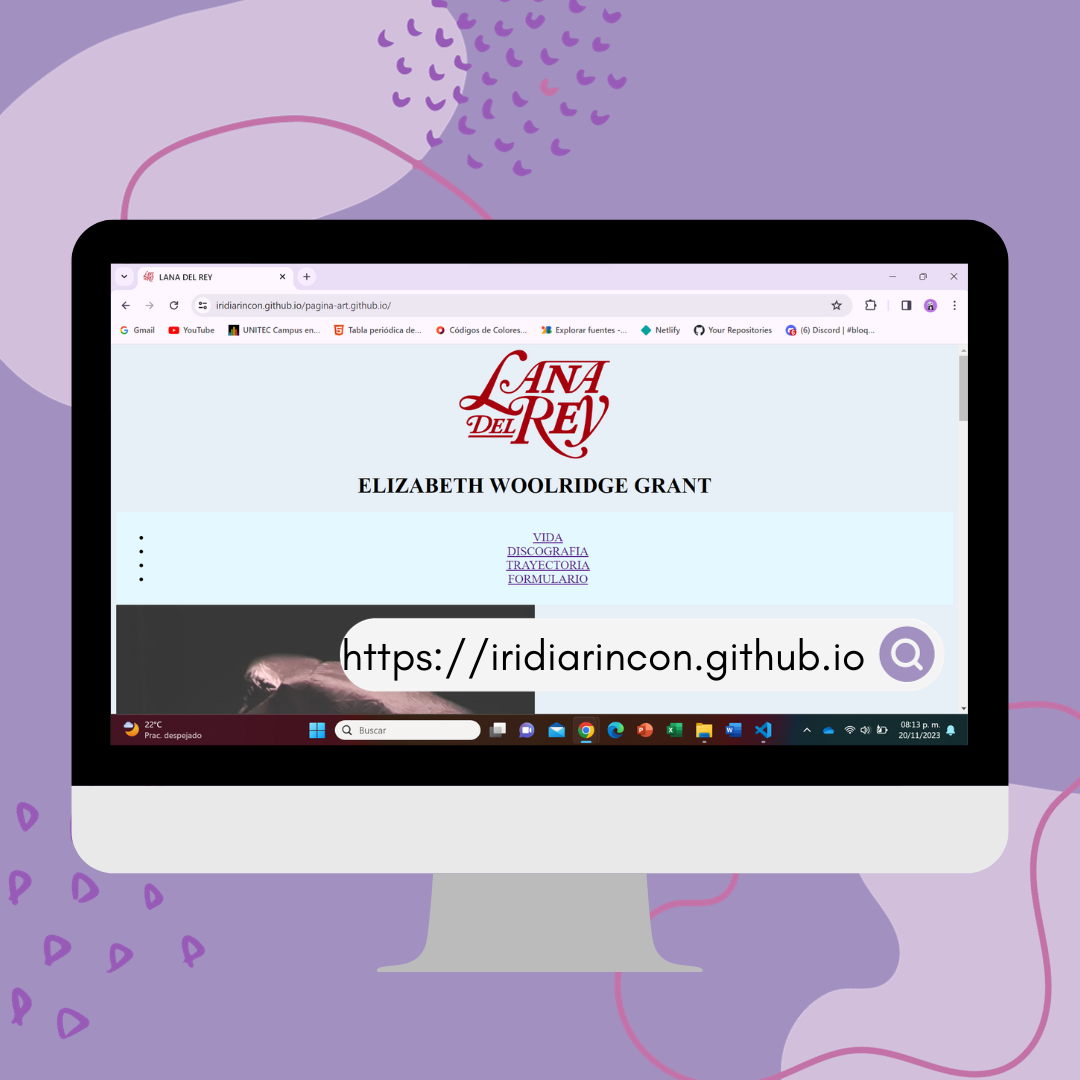 LANA DEL REY
iridiarincon.github.io/pagina-art.github.io/
Gmail YouTube UNITEC Campus en... Tabla periódica de... Códigos de Colores... Explorar fuentes -... Netlify Your Repositories (6) Discord | #bloq...
LANA
DEL REY
ELIZABETH WOOLRIDGE GRANT
VIDA
DISCOGRAFIA
TRAYECTORIA
FORMULARIO
https://iridiarincon.github.io
22°C
Prac. despejado
Buscar
08:13 p. m.
20/11/2023